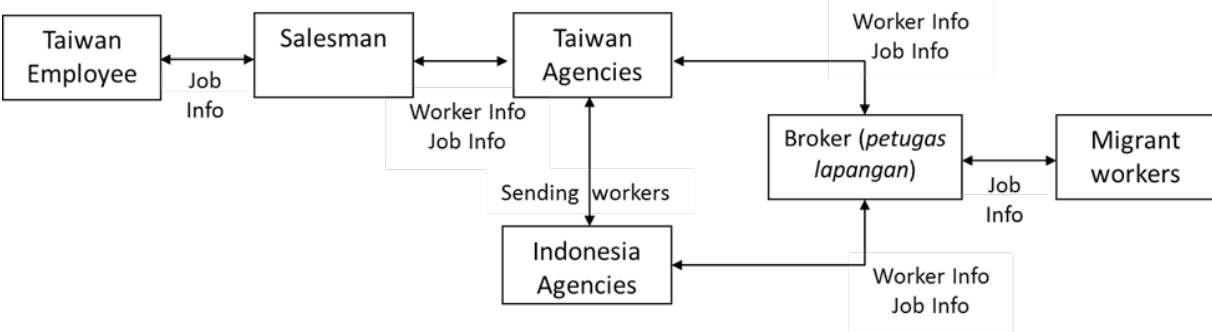 Taiwan
Employee
Job
Info
Salesman
Worker Info
Job Info
Taiwan
Agencies
Sending workers
Indonesia
Agencies
Worker Info
Job Info
Broker (petugas
lapangan)
Worker Info
Job Info
Job
Info
Migrant
workers